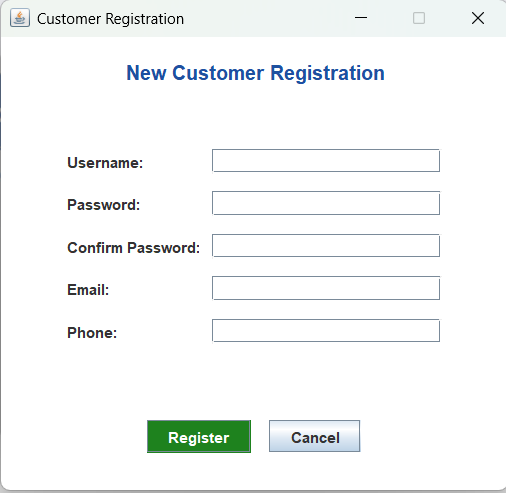 Customer Registration
New Customer Registration
Username:
Password:
Confirm Password:
Email:
Phone:
Register Cancel